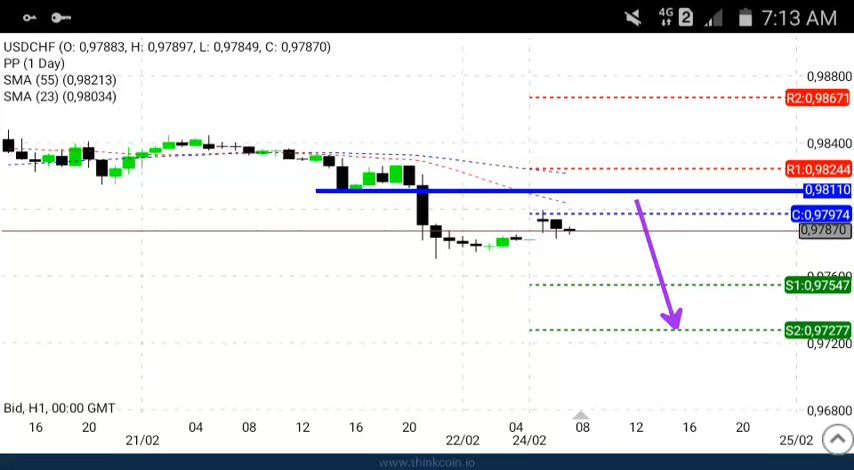 4G 2 7:13 AM
USDCHF (O: 0,97883, H: 0,97897, L: 0,97849, C: 0,97870)
PP (1 Day)
SMA (55) (0,98213)
SMA (23) (0,98034)
0,98800
R2:0,98671
0,98400
R1:0,98244
0,98110
C:0,97974
0,97870
0,97600
S1:0,97547
S2:0,97277
0,97200
0,96800
Bid, H1, 00:00 GMT
16 20 04 08 12 16 20 04 08 12 16 20
21/02 22/02 24/02 25/02
www.thinkcoin.io